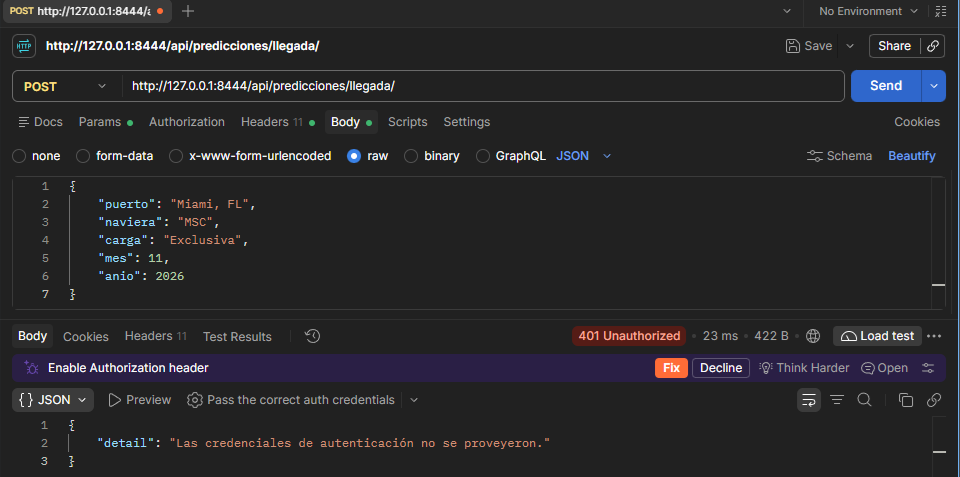 POST http://127.0.0.1:8444/a
No Environment
HTTP http://127.0.0.1:8444/api/predicciones/llegada/ Save Share
POST http://127.0.0.1:8444/api/predicciones/llegada/ Send
Docs Params Authorization Headers 11 Body Scripts Settings Cookies
none form-data x-www-form-urlencoded raw binary GraphQL JSON Schema Beautify
1 {
2 "puerto": "Miami, FL",
3 "naviera": "MSC",
4 "carga": "Exclusiva",
5 "mes": 11,
6 "anio": 2026
7 }
Body Cookies Headers 11 Test Results 401 Unauthorized • 23 ms • 422 B Load test
Enable Authorization header Fix Decline Think Harder Open
{} JSON Preview Pass the correct auth credentials
1 {
2 "detail": "Las credenciales de autenticación no se proveyeron."
3 }